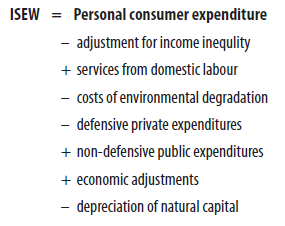 ISEW = Personal consumer expenditure
– adjustment for income inequlity
+ services from domestic labour
– costs of environmental degradation
– defensive private expenditures
+ non-defensive public expenditures
+ economic adjustments
– depreciation of natural capital